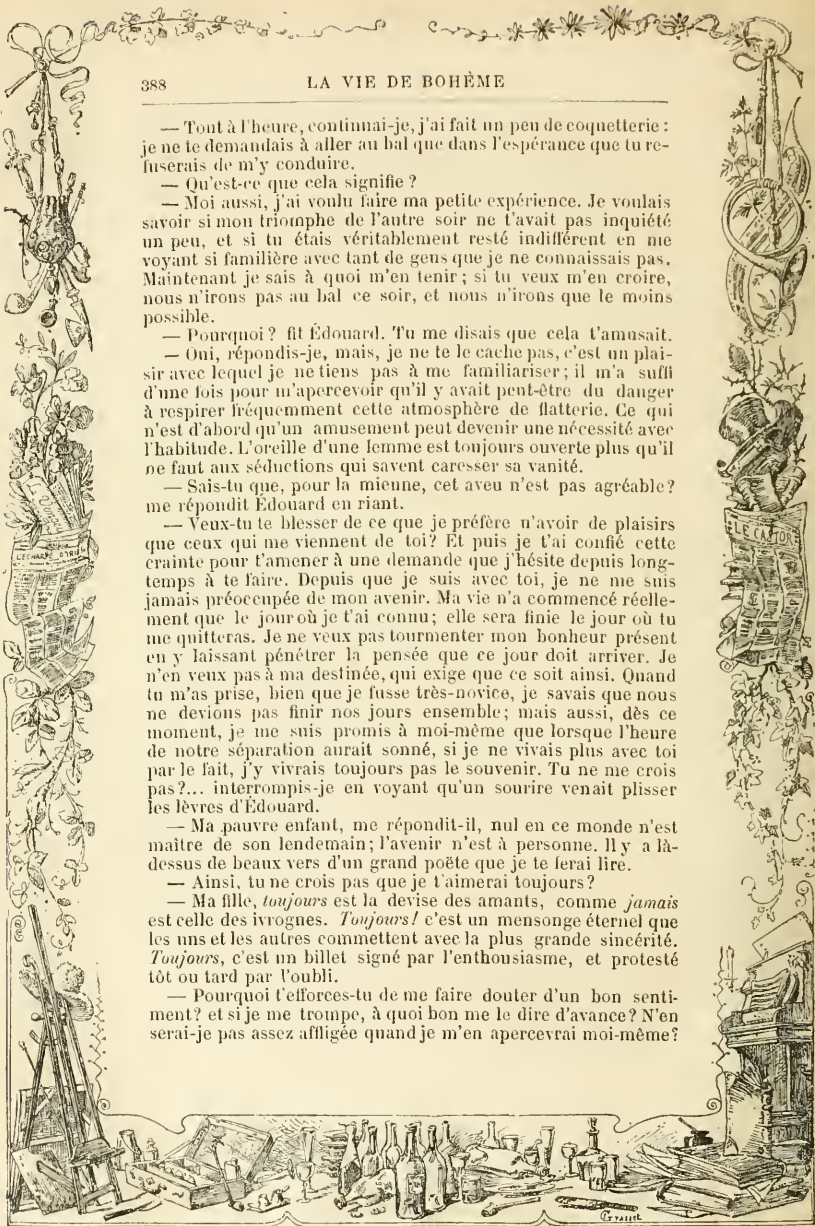 388
LA VIE DE BOHÈME
— Tout à l'heure, continuai-je, j'ai fait un peu de coquetterie :
je ne te demandais à aller au bal que dans l'espérance que tu re-
fuserais de m'y conduire.
— Qu'est-ce que cela signifie ?
— Moi aussi, j'ai voulu faire ma petite expérience. Je voulais
savoir si mon triomphe de l'autre soir ne t'avait pas inquiété
un peu, et si tu étais véritablement resté indifférent en me
voyant si familière avec tant de gens que je ne connaissais pas.
Maintenant je sais à quoi m'en tenir ; si tu veux m'en croire,
nous n'irons pas au bal ce soir, et nous n'irons que le moins
possible.
— Pourquoi ? fit Édouard. Tu me disais que cela t'amusait.
— Oui, répondis-je, mais, je ne te le cache pas, c'est un plai-
sir avec lequel je ne tiens pas à me familiariser ; il m'a suffi
d'une fois pour m'apercevoir qu'il y avait peut-être du danger
à respirer fréquemment cette atmosphère de flatterie. Ce qui
n'est d'abord qu'un amusement peut devenir une nécessité avec
l'habitude. L'oreille d'une femme est toujours ouverte plus qu'il
ne faut aux séductions qui savent caresser sa vanité.
— Sais-tu que, pour la mienne, cet aveu n'est pas agréable ?
me répondit Édouard en riant.
— Veux-tu te blesser de ce que je préfère n'avoir de plaisirs
que ceux qui me viennent de toi ? Et puis je t'ai confié cette
crainte pour t'amener à une demande que j'hésite depuis long-
temps à te faire. Depuis que je suis avec toi, je ne me suis
jamais préoccupée de mon avenir. Ma vie n'a commencé réelle-
ment que le jour où je t'ai connu ; elle sera finie le jour où tu
me quitteras. Je ne veux pas tourmenter mon bonheur présent
en y laissant pénétrer la pensée que ce jour doit arriver. Je
n'en veux pas à ma destinée, qui exige que ce soit ainsi. Quand
tu m'as prise, bien que je fusse très-novice, je savais que nous
ne devions pas finir nos jours ensemble ; mais aussi, dès ce
moment, je me suis promis à moi-même que lorsque l'heure
de notre séparation aurait sonné, si je ne vivais plus avec toi
par le fait, j'y vivrais toujours pas le souvenir. Tu ne me crois
pas ?... interrompis-je en voyant qu'un sourire venait plisser
les lèvres d'Édouard.
— Ma pauvre enfant, me répondit-il, nul en ce monde n'est
maître de son lendemain ; l'avenir n'est à personne. Il y a là-
dessus de beaux vers d'un grand poëte que je te ferai lire.
— Ainsi, tu ne crois pas que je t'aimerai toujours ?
— Ma fille, toujours est la devise des amants, comme jamais
est celle des ivrognes. Toujours ! c'est un mensonge éternel que
les uns et les autres commettent avec la plus grande sincérité.
Toujours, c'est un billet signé par l'enthousiasme, et protesté
tôt ou tard par l'oubli.
— Pourquoi t'efforces-tu de me faire douter d'un bon senti-
ment ? et si je me trompe, à quoi bon me le dire d'avance ? N'en
serai-je pas assez affligée quand je m'en apercevrai moi-même ?
L'ÉCHARPE D'IRIS
LE CASTOR
Grasset